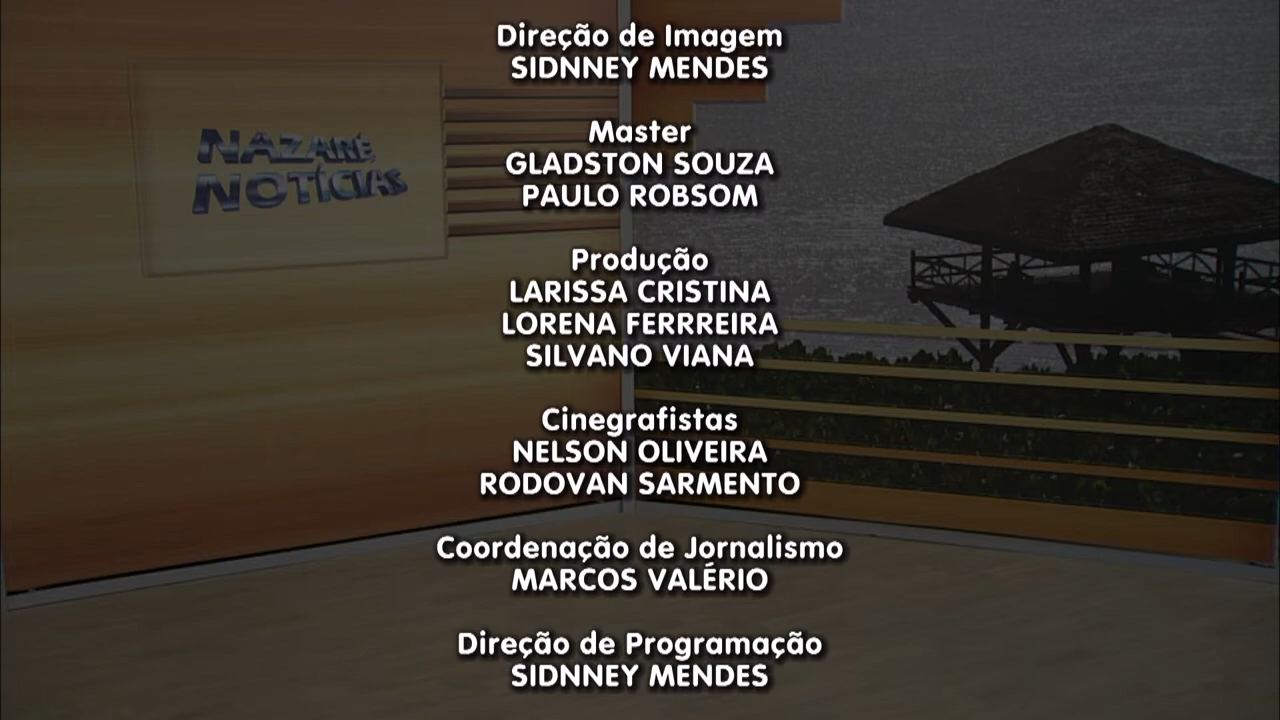 Direção de Imagem
SIDNNEY MENDES
Master
GLADSTON SOUZA
PAULO ROBSOM
Produção
LARISSA CRISTINA
LORENA FERRREIRA
SILVANO VIANA
Cinegrafistas
NELSON OLIVEIRA
RODOVAN SARMENTO
Coordenação de Jornalismo
MARCOS VALÉRIO
Direção de Programação
SIDNNEY MENDES
NAZARÉ
NOTÍCIAS